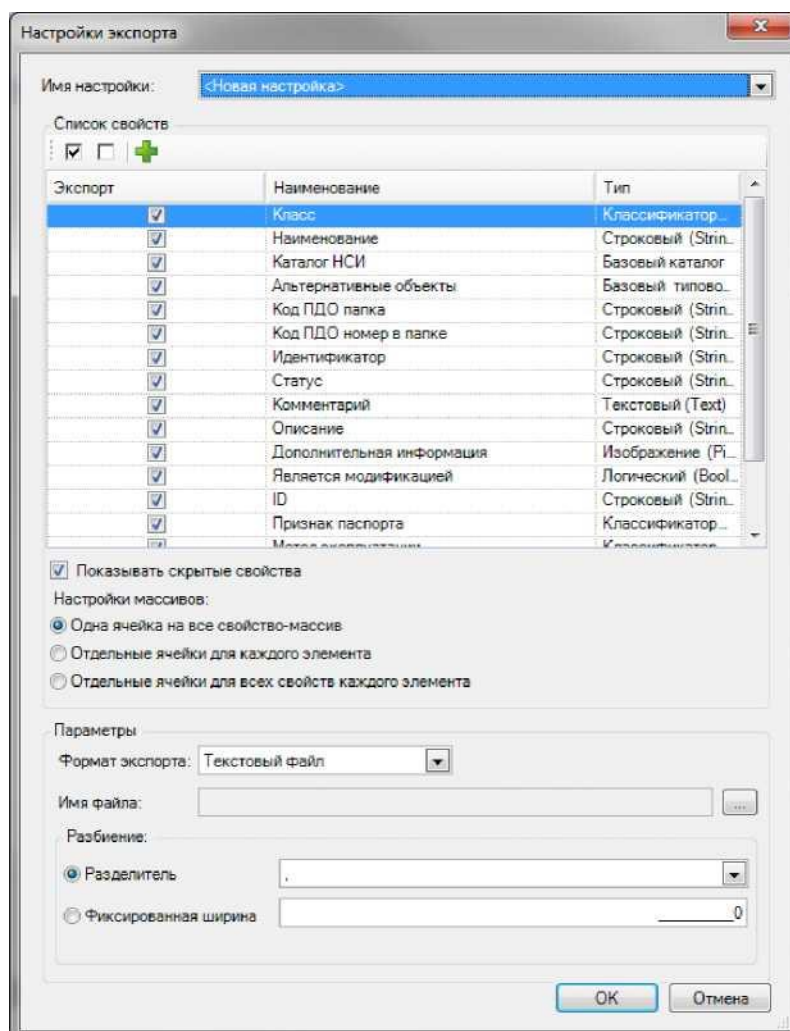 Настройки экспорта
Имя настройки: <Новая настройка>
Список свойств
Экспорт Наименование Тип
Класс Классификатор...
Наименование Строковый (Strin...
Каталог НСИ Базовый каталог
Альтернативные объекты Базовый типово...
Код ПДО папка Строковый (Strin...
Код ПДО номер в папке Строковый (Strin...
Идентификатор Строковый (Strin...
Статус Строковый (Strin...
Комментарий Текстовый (Text)
Описание Строковый (Strin...
Дополнительная информация Изображение (Pi...
Является модификацией Логический (Bool...
ID Строковый (Strin...
Признак паспорта Классификатор...
Классификатор...
Показывать скрытые свойства
Настройки массивов:
Одна ячейка на все свойство-массив
Отдельные ячейки для каждого элемента
Отдельные ячейки для всех свойств каждого элемента
Параметры
Формат экспорта: Текстовый файл
Имя файла: ...
Разбиение:
Разделитель ,
Фиксированная ширина ________0
OK Отмена